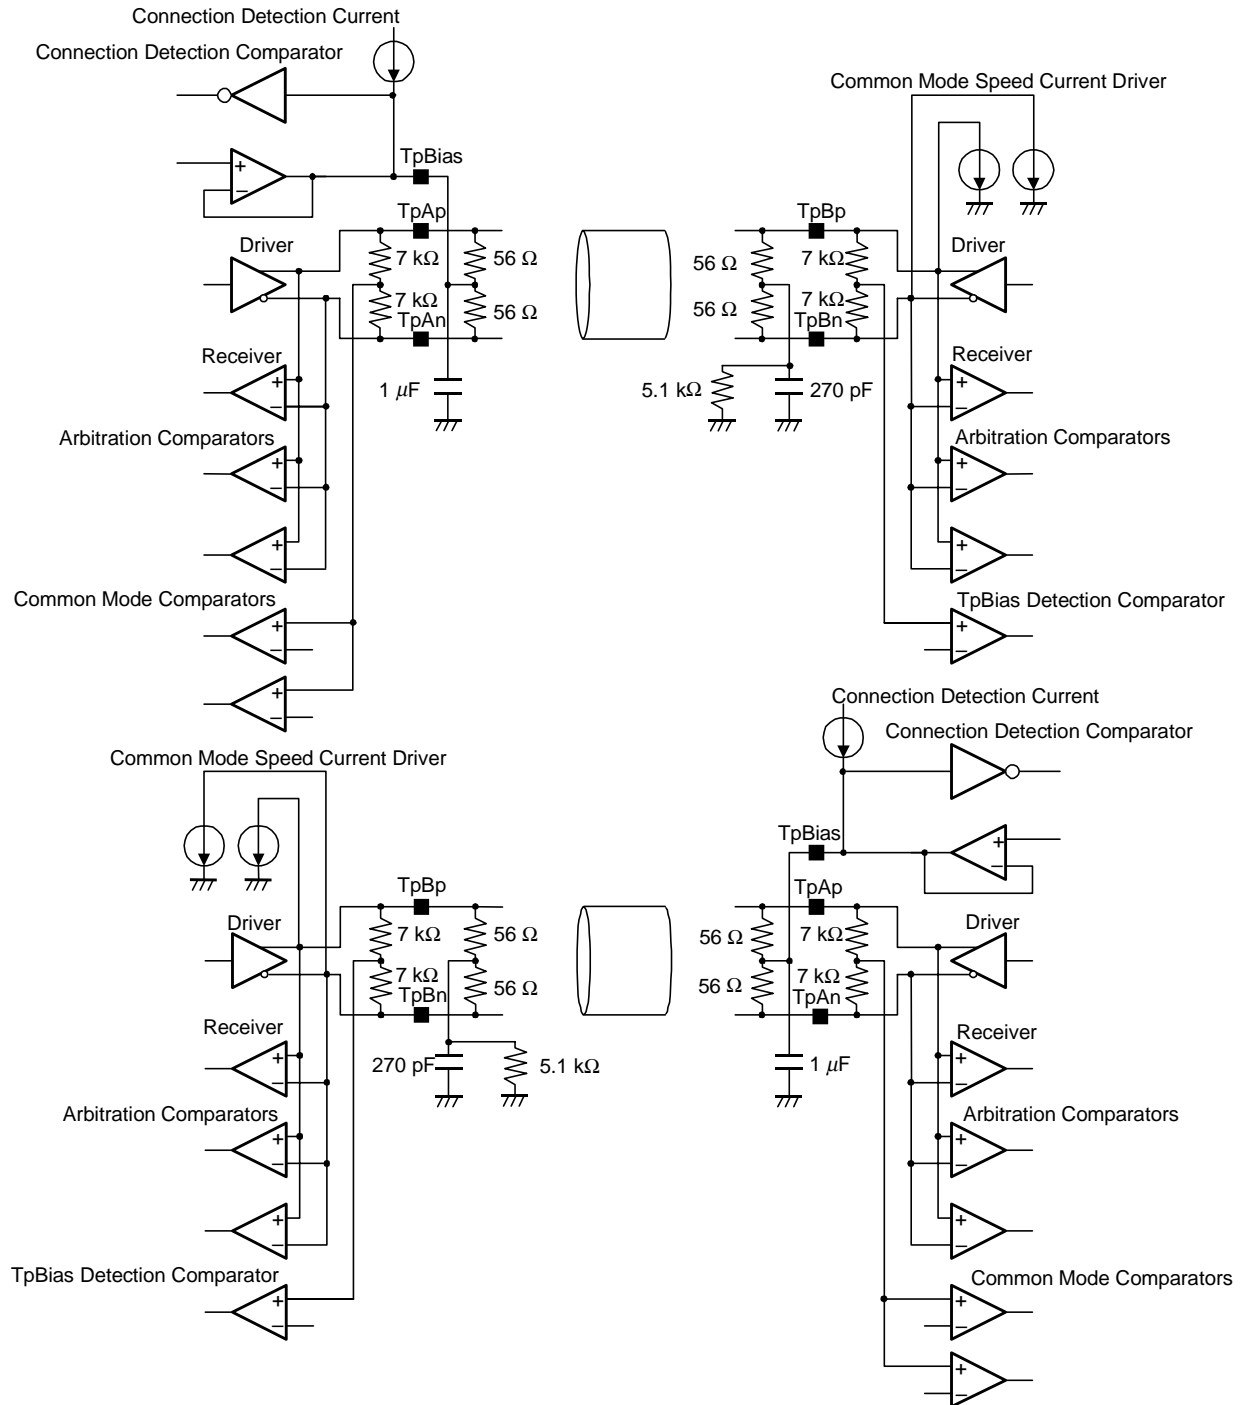 Connection Detection Current
Connection Detection Comparator
Common Mode Speed Current Driver
+
−
TpBias
TpAp
TpBp
Driver
7 kΩ
56 Ω
56 Ω
7 kΩ
Driver
7 kΩ
56 Ω
56 Ω
7 kΩ
TpAn
TpBn
Receiver
+
−
1 μF
5.1 kΩ
270 pF
Receiver
+
−
Arbitration Comparators
+
−
Arbitration Comparators
+
−
+
−
+
−
Common Mode Comparators
+
−
TpBias Detection Comparator
+
−
+
−
Connection Detection Current
Connection Detection Comparator
Common Mode Speed Current Driver
TpBias
+
−
TpBp
TpAp
Driver
7 kΩ
56 Ω
56 Ω
7 kΩ
Driver
7 kΩ
56 Ω
56 Ω
7 kΩ
TpBn
TpAn
Receiver
+
−
270 pF
5.1 kΩ
1 μF
Receiver
+
−
Arbitration Comparators
+
−
Arbitration Comparators
+
−
+
−
+
−
TpBias Detection Comparator
+
−
Common Mode Comparators
+
−
+
−